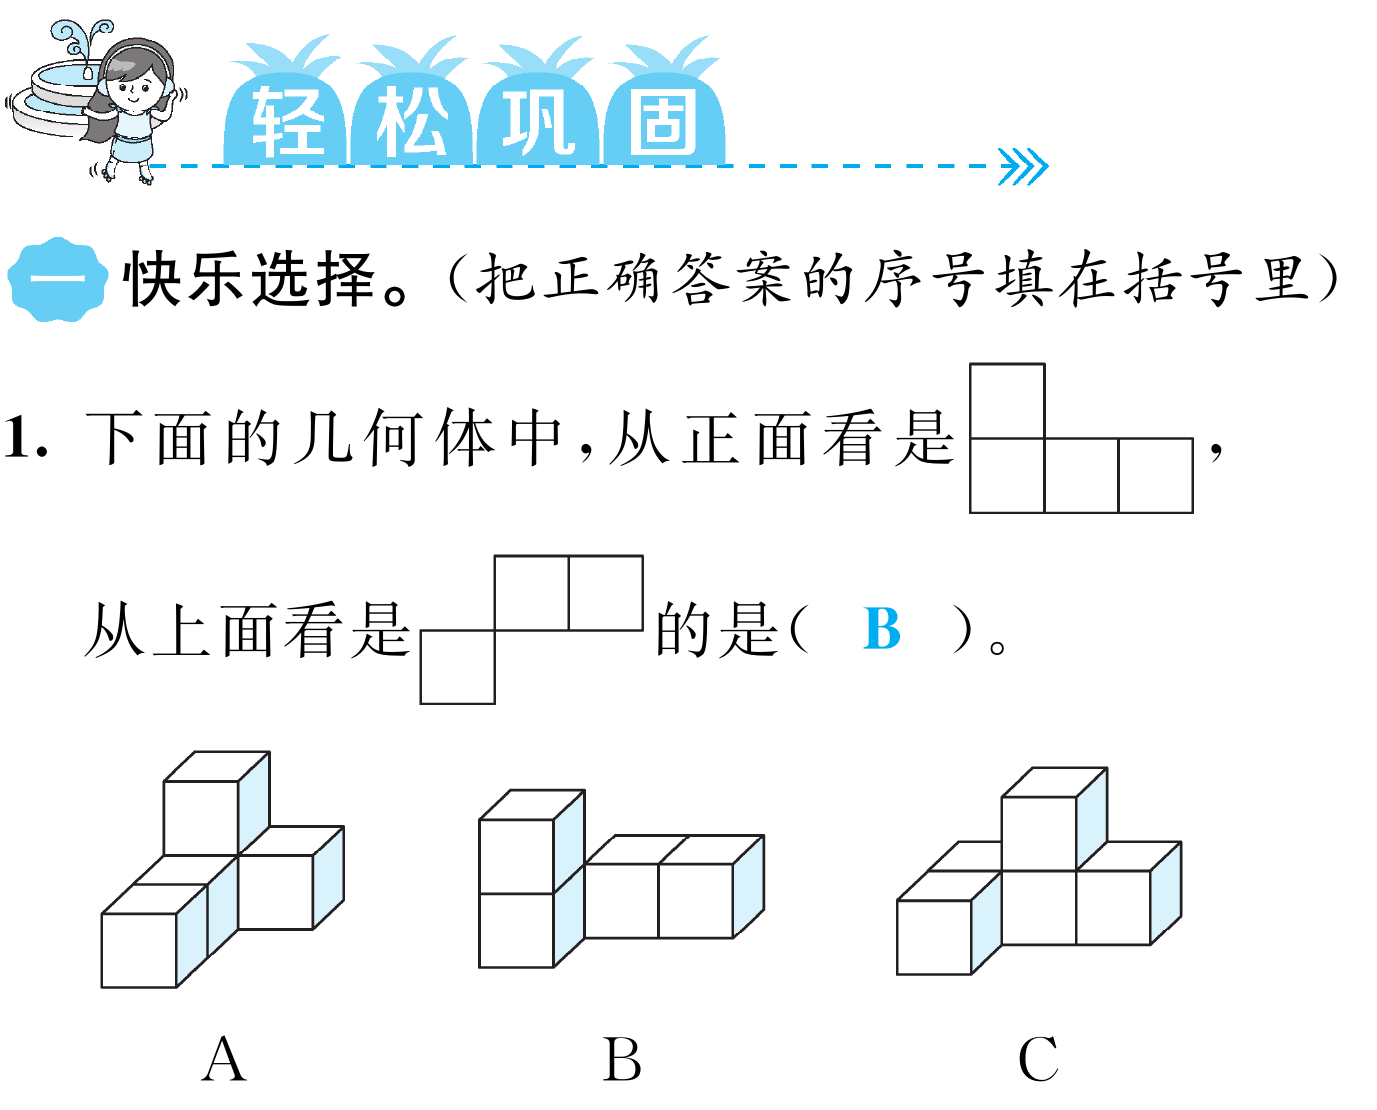 轻松巩固
一 快乐选择。(把正确答案的序号填在括号里)
1. 下面的几何体中,从正面看是,
从上面看是的是( B )。
A B C